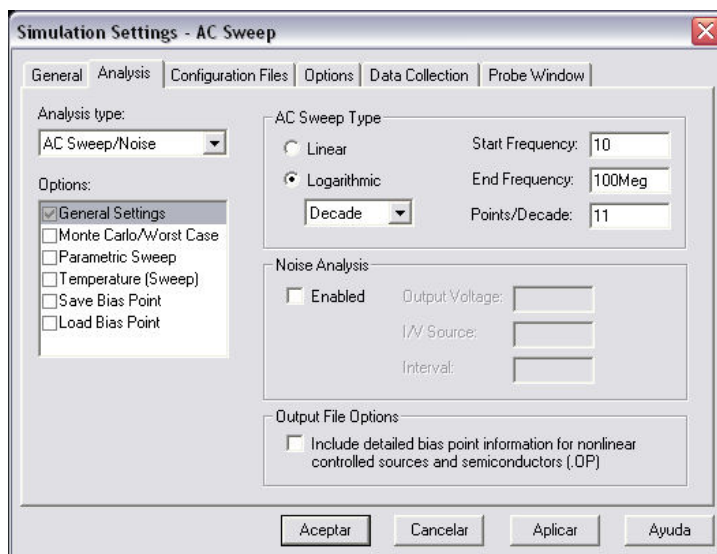 Simulation Settings - AC Sweep
General Analysis Configuration Files Options Data Collection Probe Window
Analysis type:
AC Sweep/Noise
Options:
General Settings
Monte Carlo/Worst Case
Parametric Sweep
Temperature (Sweep)
Save Bias Point
Load Bias Point
AC Sweep Type
Linear
Logarithmic
Decade
Start Frequency: 10
End Frequency: 100Meg
Points/Decade: 11
Noise Analysis
Enabled
Output Voltage:
I/V Source:
Interval:
Output File Options
Include detailed bias point information for nonlinear
controlled sources and semiconductors (.OP)
Aceptar Cancelar Aplicar Ayuda